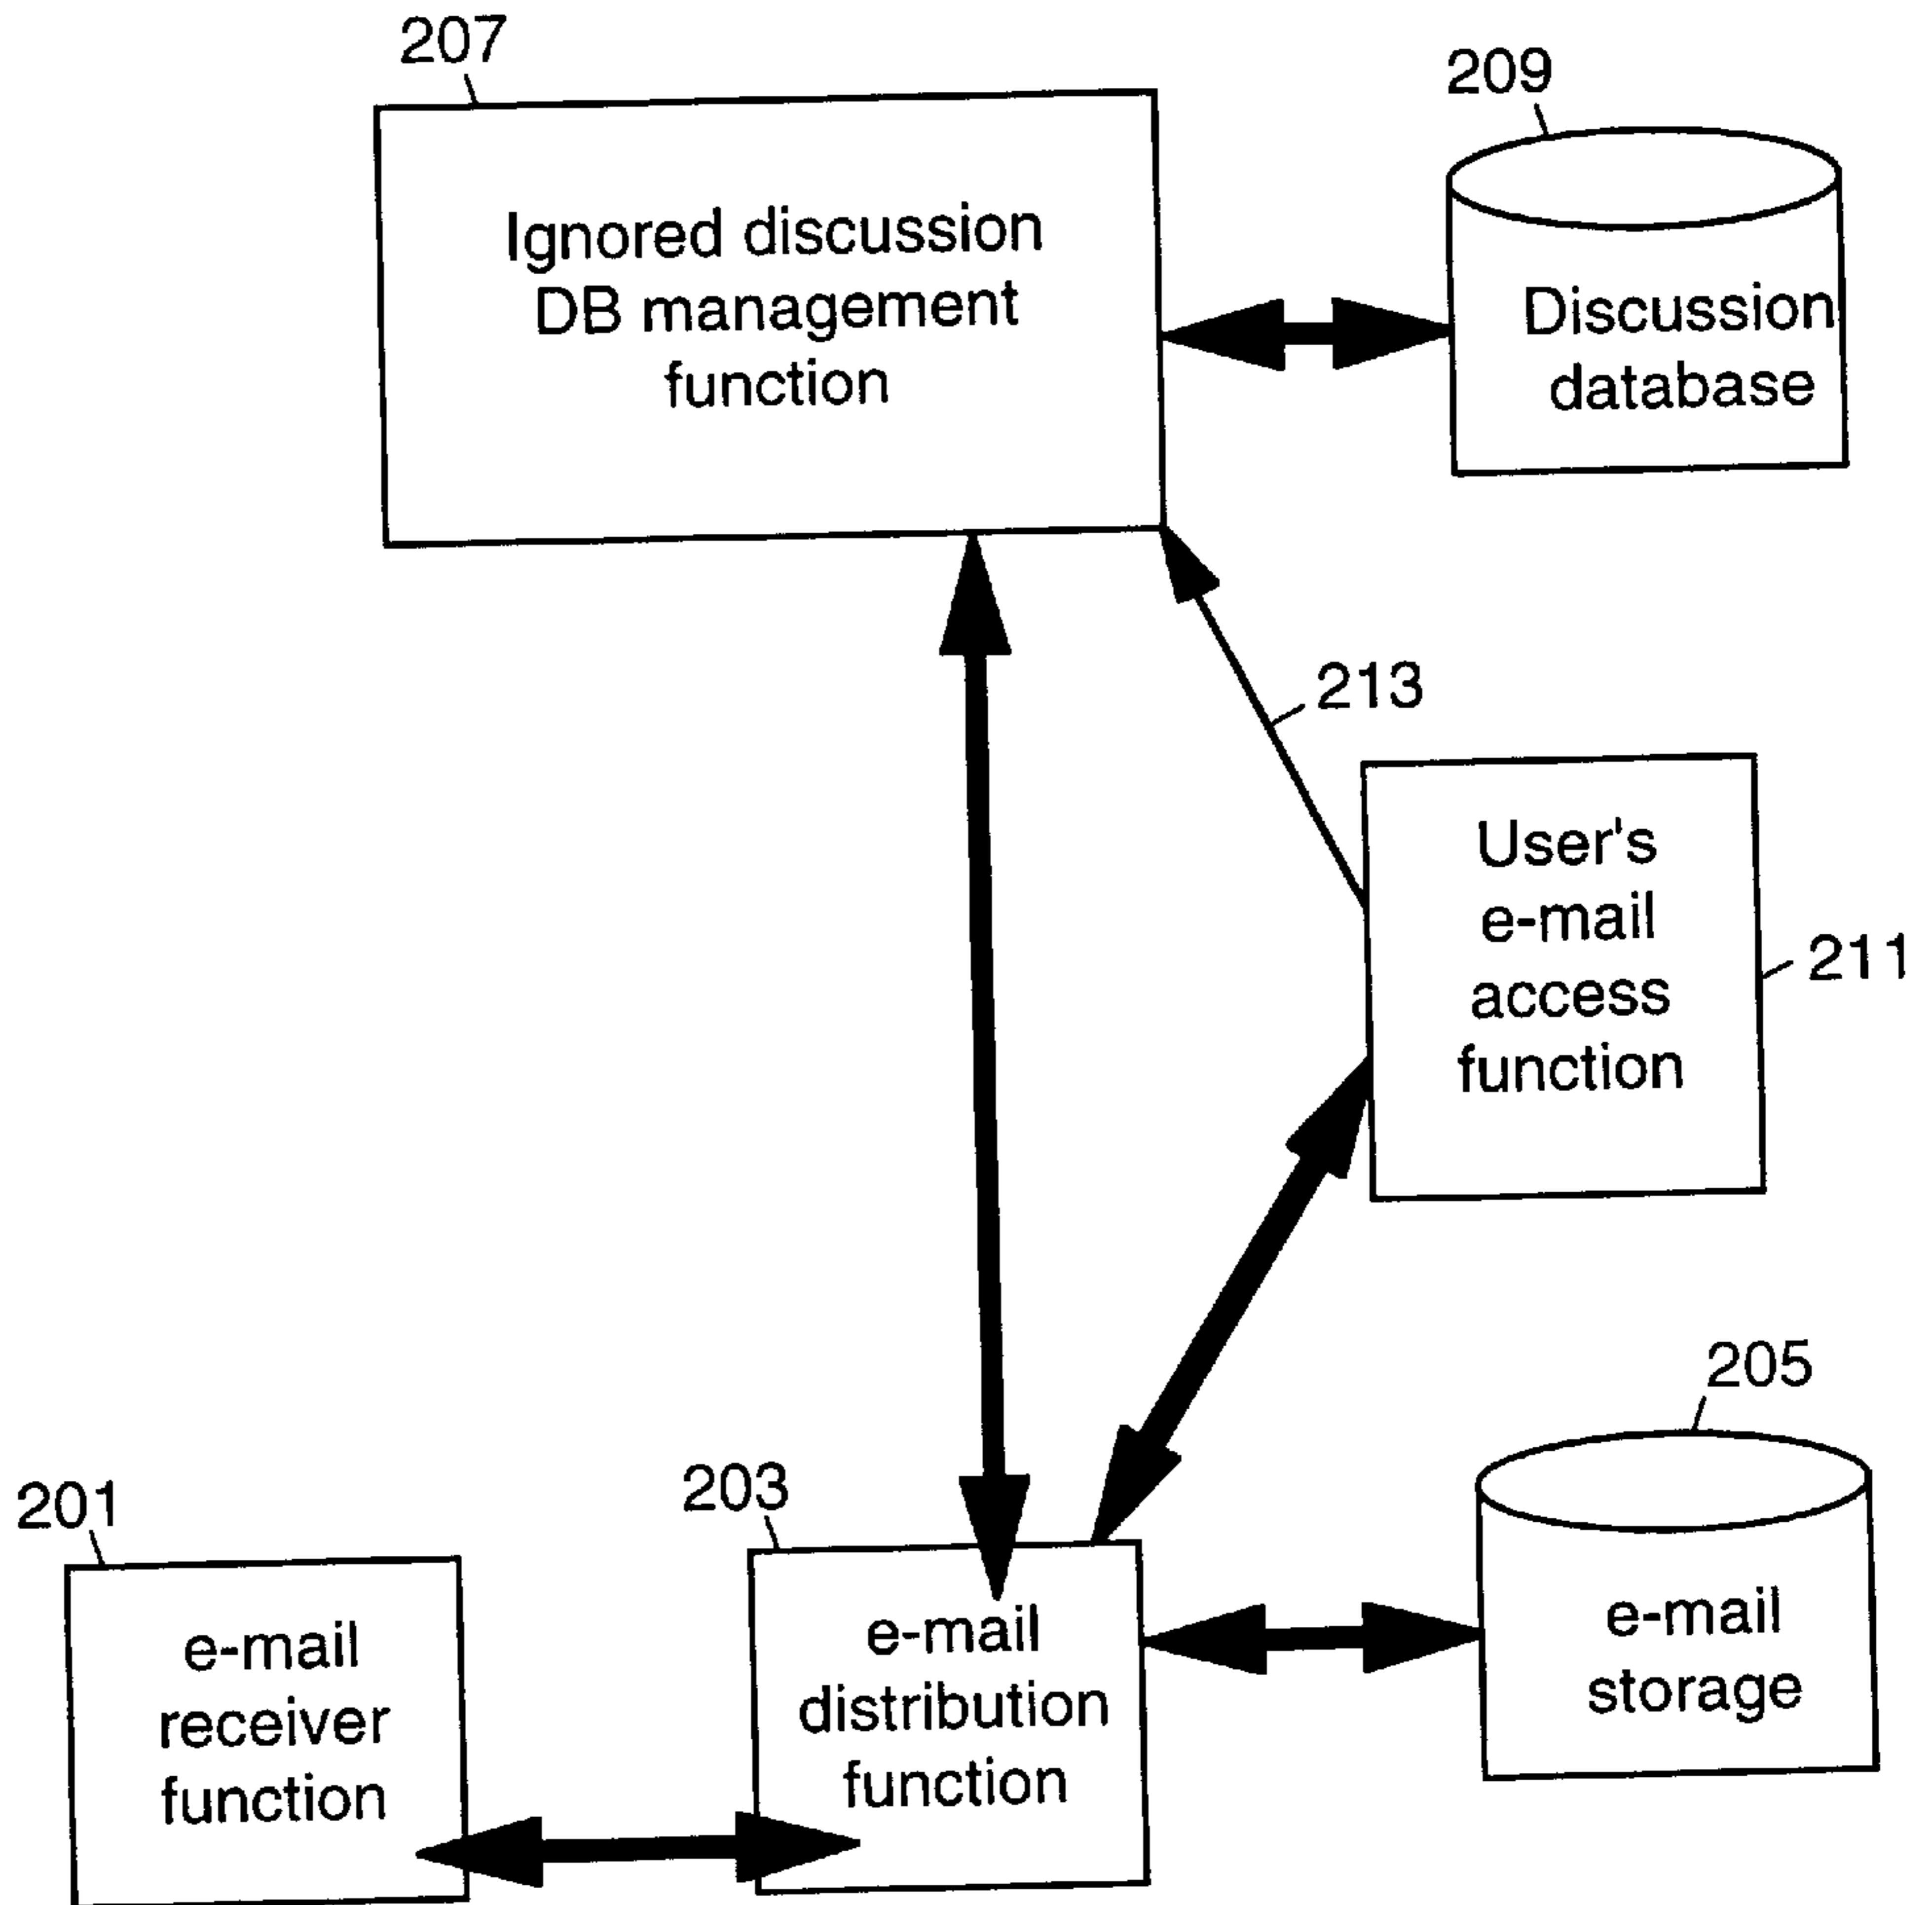 207
209
Ignored discussion
DB management
function
Discussion
database
213
User's
e-mail
access
function
211
205
201
203
e-mail
receiver
function
e-mail
distribution
function
e-mail
storage